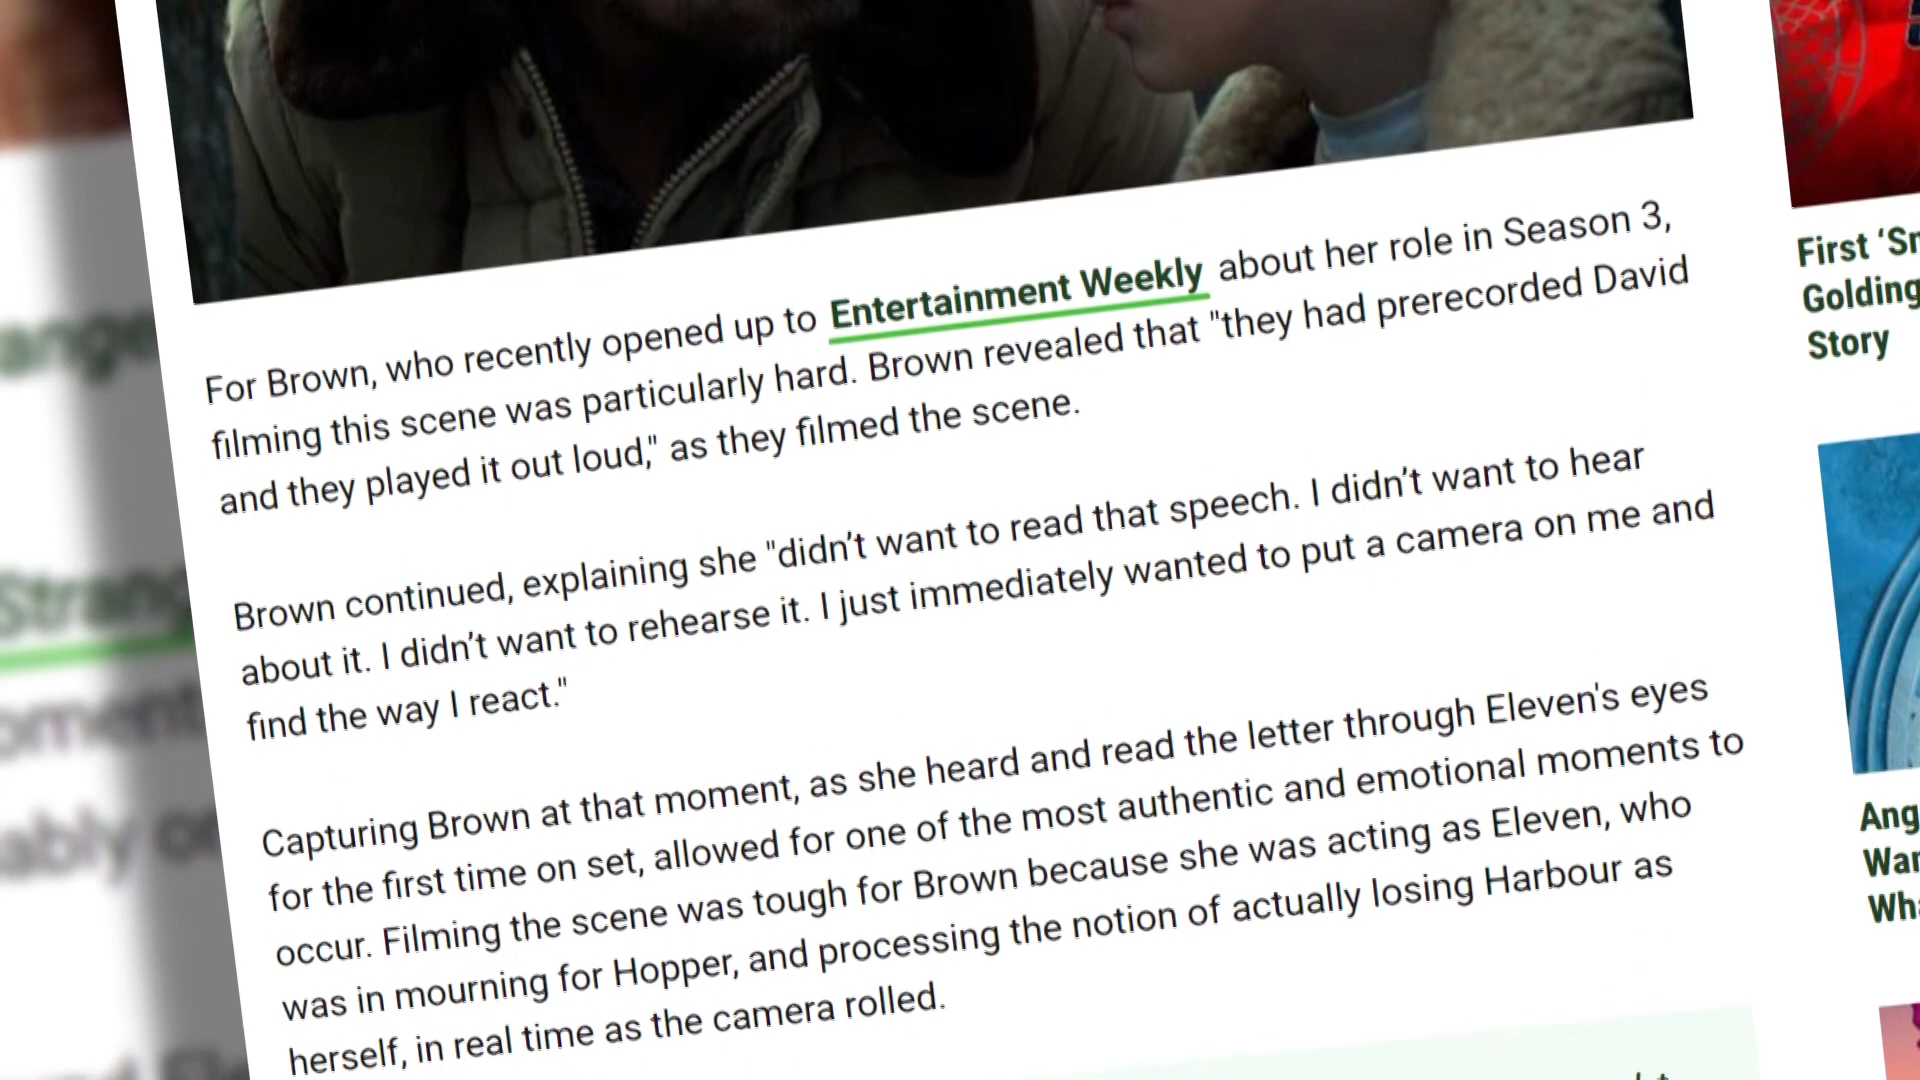 For Brown, who recently opened up to Entertainment Weekly about her role in Season 3,
filming this scene was particularly hard. Brown revealed that "they had prerecorded David
and they played it out loud," as they filmed the scene.
Brown continued, explaining she "didn't want to read that speech. I didn't want to hear
about it. I didn't want to rehearse it. I just immediately wanted to put a camera on me and
find the way I react."
Capturing Brown at that moment, as she heard and read the letter through Eleven's eyes
for the first time on set, allowed for one of the most authentic and emotional moments to
occur. Filming the scene was tough for Brown because she was acting as Eleven, who
was in mourning for Hopper, and processing the notion of actually losing Harbour as
herself, in real time as the camera rolled.
First
Golding
Story